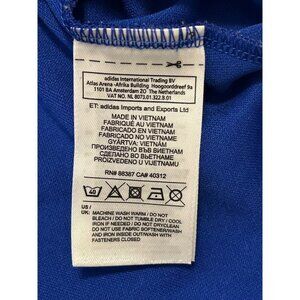 adidas International Trading BV
Atlas Arena -Afrika Building Hoogoorddreef 9a
1101 BA Amsterdam ZO The Netherlands
VAT NO. NL 8073.01.322.B.01
ET: adidas Imports and Exports Ltd
MADE IN VIETNAM
FABRIQUÉ AU VIETNAM
FABRICADO EN VIETNAM
FABRICADO NO VIETNAME
GYÁRTVA: VIETNAM
ПРОИЗВЕДЕНО ВЪВ ВИЕТНАМ
СДЕЛАНО ВО ВЬЕТНАМЕ
PROIZVEDENO U VIJETNAMU
RN# 88387 CA# 40312
40
US /
UK: MACHINE WASH WARM / DO NOT
BLEACH / DO NOT TUMBLE DRY / COOL
IRON IF NEEDED / DO NOT DRYCLEAN
DO NOT USE FABRIC SOFTENER/WASH
AND IRON INSIDE OUT/WASH WITH
FASTENERS CLOSED